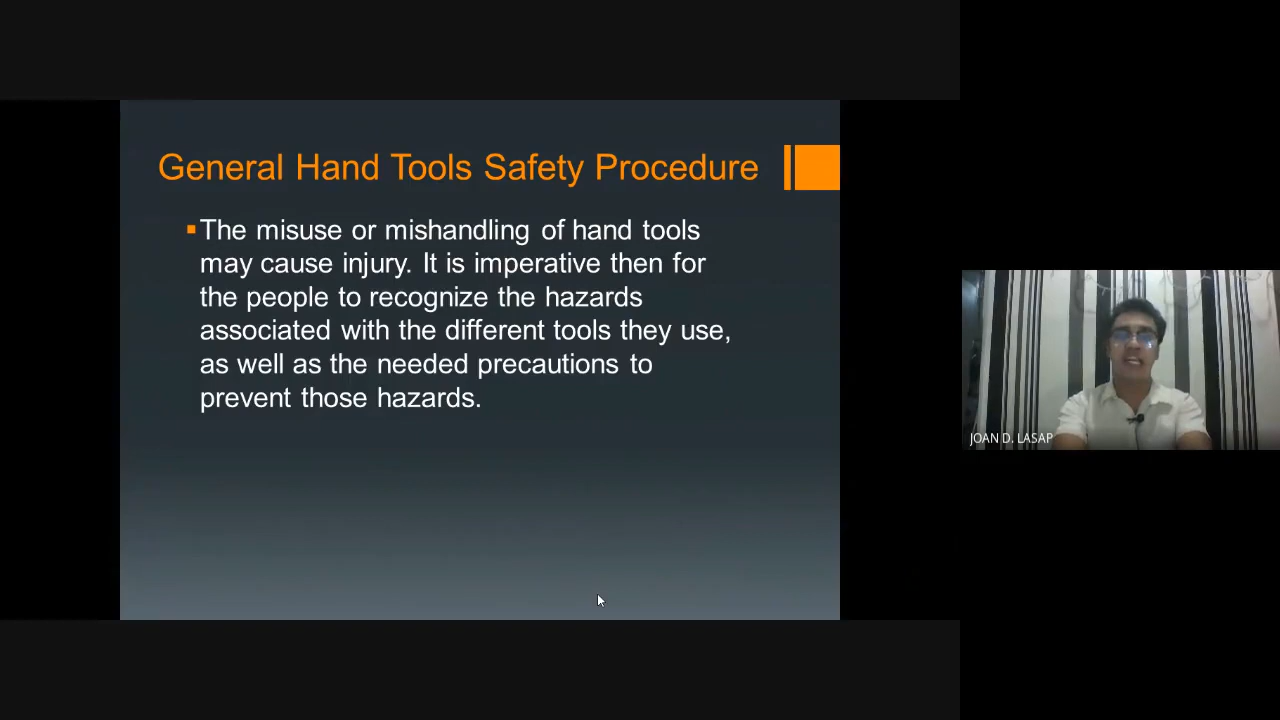 General Hand Tools Safety Procedure
The misuse or mishandling of hand tools
may cause injury. It is imperative then for
the people to recognize the hazards
associated with the different tools they use,
as well as the needed precautions to
prevent those hazards.
JOAN D. LASAP